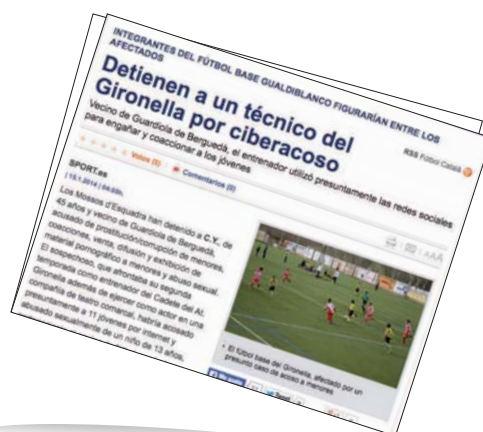 INTEGRANTES DEL FÚTBOL BASE GUALDIBLANCO FIGURARÍAN ENTRE LOS
AFECTADOS
Detienen a un técnico del
Gironella por ciberacoso
RSS Fútbol Català
Vecino de Guardiola de Berguedà, el entrenador utilizó presuntamente las redes sociales
para engañar y coaccionar a los jóvenes
Votos (0) Comentarios (0)
SPORT.es
Los Mossos d'Esquadra han detenido a C.Y., de
45 años y vecino de Guardiola de Berguedà,
acusado de prostitución/corrupción de menores,
coacciones, venta, difusión y exhibición de
material pornográfico a menores y abuso sexual.
El sospechoso, que afrontaba su segunda
temporada como entrenador del Cadete del At.
Gironella además de ejercer como actor en una
compañía de teatro comarcal, habría acosado
presuntamente a 11 jóvenes por internet y
abusado sexualmente de un niño de 13 años,
El fútbol base del Gironella, afectado por un
presunto caso de acoso a menores